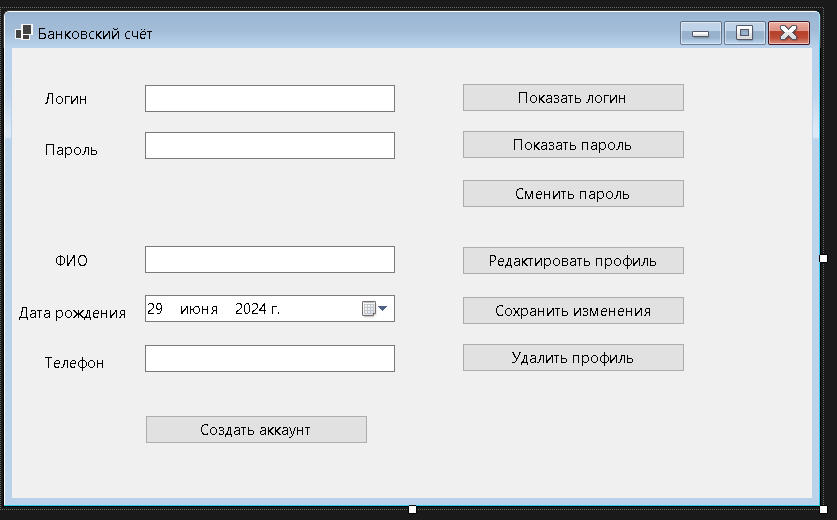 Банковский счёт
Логин
Показать логин
Пароль
Показать пароль
Сменить пароль
ФИО
Редактировать профиль
Дата рождения
29 июня 2024 г.
Сохранить изменения
Телефон
Удалить профиль
Создать аккаунт